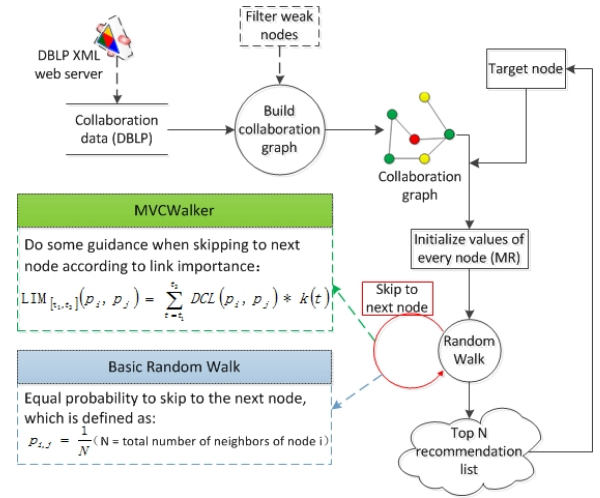 Filter weak
nodes
DBLP XML
web server
Target node
Collaboration
data (DBLP)
Build
collaboration
graph
Collaboration
graph
MVCWalker
Do some guidance when skipping to next
node according to link importance:
LIM[t₁,t₂](pᵢ, pⱼ) = ∑ t=t₁ t₂ DCL(pᵢ, pⱼ) * k(t)
Initialize values of
every node (MR)
Skip to
next node
Random
Walk
Basic Random Walk
Equal probability to skip to the next node,
which is defined as:
pᵢ,ⱼ = 1/N (N = total number of neighbors of node i)
Top N
recommendation
list